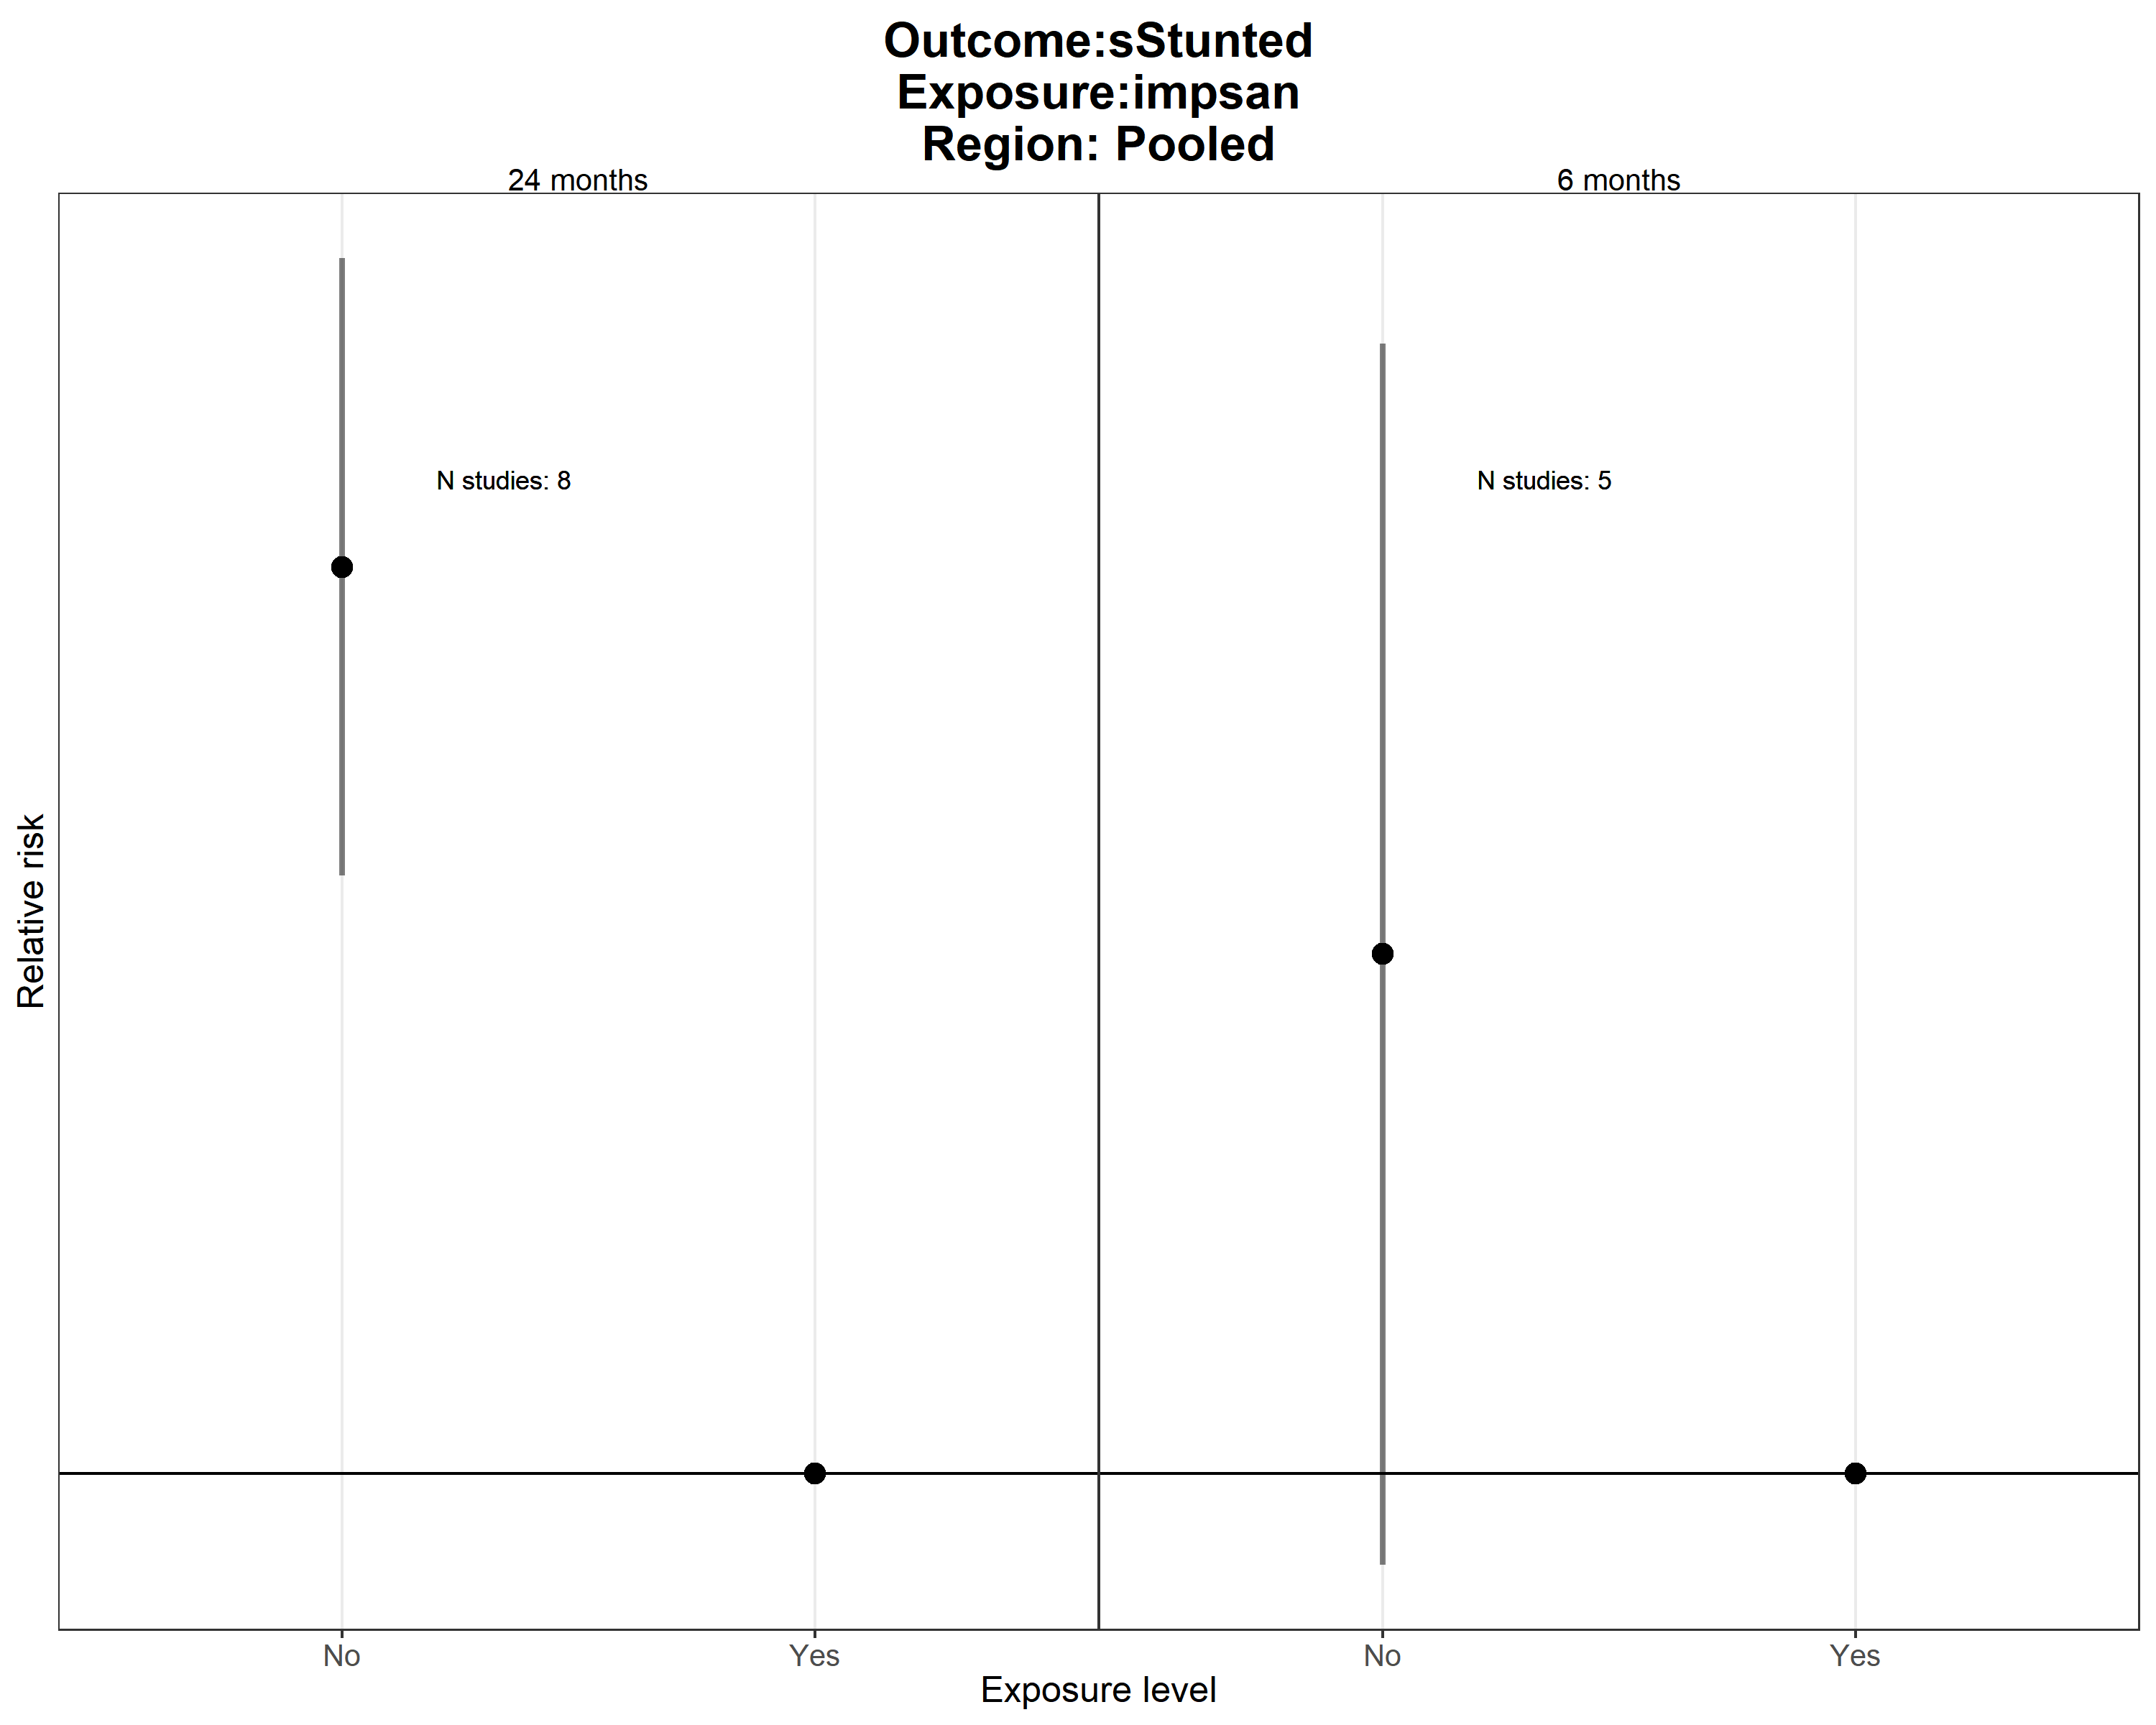 Outcome:sStunted
Exposure:impsan
Region: Pooled
24 months
6 months
N studies: 8
N studies: 5
Relative risk
No
Yes
No
Yes
Exposure level